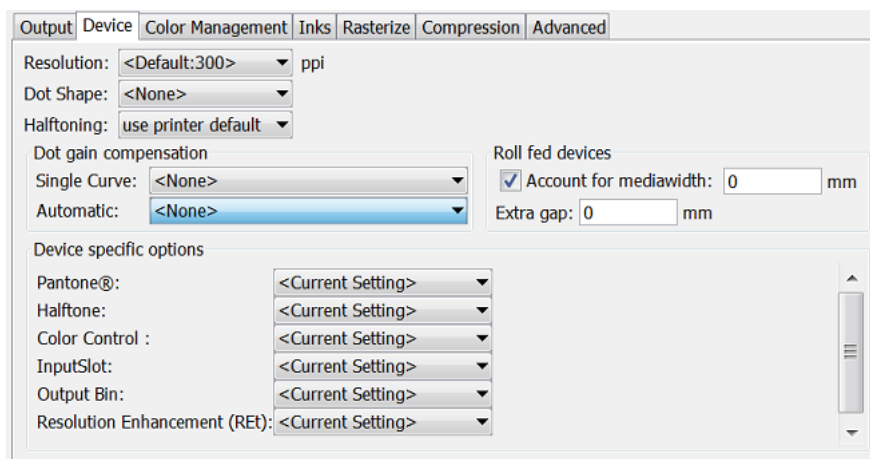 Output Device Color Management Inks Rasterize Compression Advanced
Resolution: <Default:300> ppi
Dot Shape: <None>
Halftoning: use printer default
Dot gain compensation
Single Curve: <None>
Automatic: <None>
Roll fed devices
Account for mediawidth: 0 mm
Extra gap: 0 mm
Device specific options
Pantone®: <Current Setting>
Halftone: <Current Setting>
Color Control : <Current Setting>
InputSlot: <Current Setting>
Output Bin: <Current Setting>
Resolution Enhancement (REt): <Current Setting>